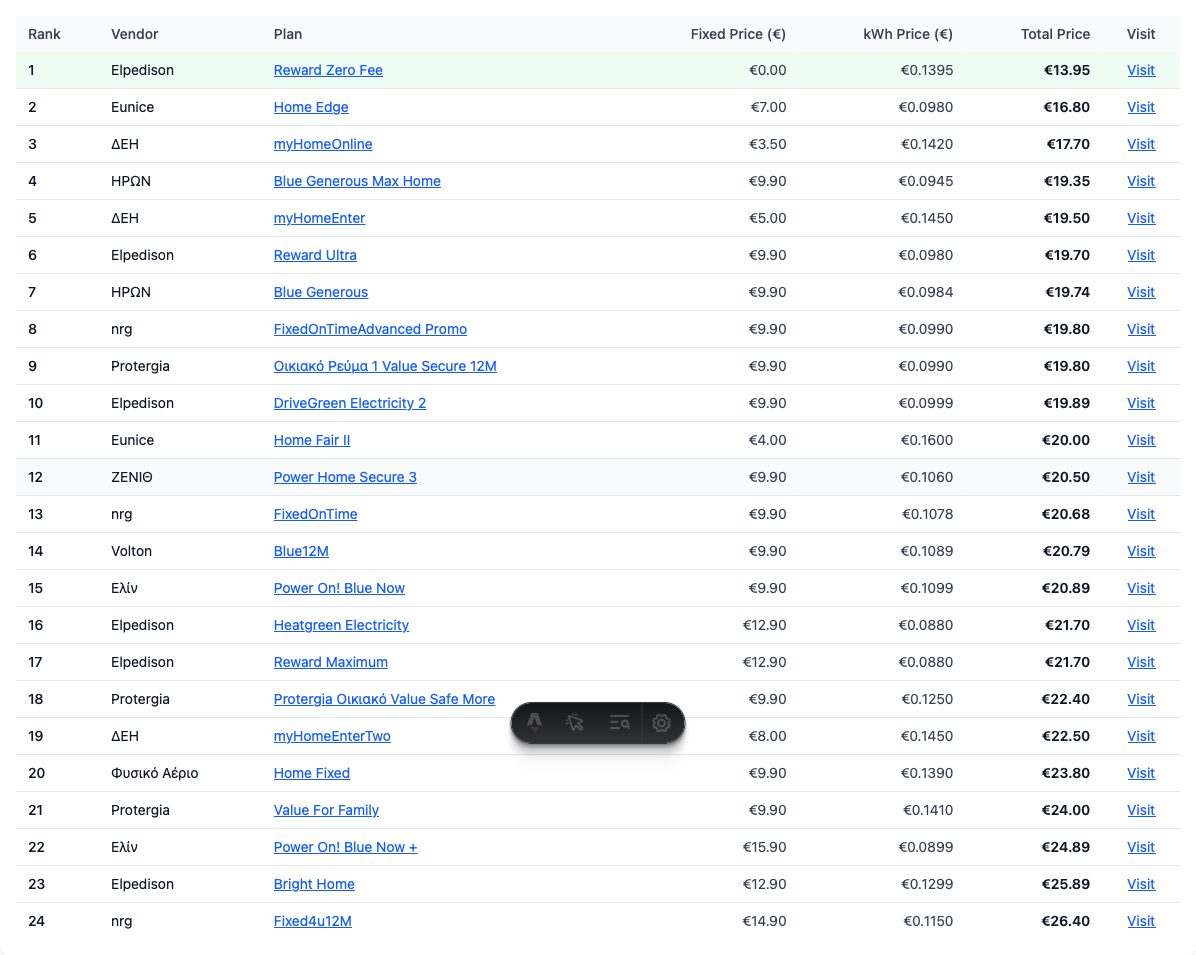 Rank Vendor Plan Fixed Price (€) kWh Price (€) Total Price Visit
1 Elpedison Reward Zero Fee €0.00 €0.1395 €13.95 Visit
2 Eunice Home Edge €7.00 €0.0980 €16.80 Visit
3 ΔΕΗ myHomeOnline €3.50 €0.1420 €17.70 Visit
4 ΗΡΩΝ Blue Generous Max Home €9.90 €0.0945 €19.35 Visit
5 ΔΕΗ myHomeEnter €5.00 €0.1450 €19.50 Visit
6 Elpedison Reward Ultra €9.90 €0.0980 €19.70 Visit
7 ΗΡΩΝ Blue Generous €9.90 €0.0984 €19.74 Visit
8 nrg FixedOnTimeAdvanced Promo €9.90 €0.0990 €19.80 Visit
9 Protergia Οικιακό Ρεύμα 1 Value Secure 12M €9.90 €0.0990 €19.80 Visit
10 Elpedison DriveGreen Electricity 2 €9.90 €0.0999 €19.89 Visit
11 Eunice Home Fair II €4.00 €0.1600 €20.00 Visit
12 ΖΕΝΙΘ Power Home Secure 3 €9.90 €0.1060 €20.50 Visit
13 nrg FixedOnTime €9.90 €0.1078 €20.68 Visit
14 Volton Blue12M €9.90 €0.1089 €20.79 Visit
15 Ελίν Power On! Blue Now €9.90 €0.1099 €20.89 Visit
16 Elpedison Heatgreen Electricity €12.90 €0.0880 €21.70 Visit
17 Elpedison Reward Maximum €12.90 €0.0880 €21.70 Visit
18 Protergia Protergia Οικιακό Value Safe More €9.90 €0.1250 €22.40 Visit
19 ΔΕΗ myHomeEnterTwo €8.00 €0.1450 €22.50 Visit
20 Φυσικό Αέριο Home Fixed €9.90 €0.1390 €23.80 Visit
21 Protergia Value For Family €9.90 €0.1410 €24.00 Visit
22 Ελίν Power On! Blue Now + €15.90 €0.0899 €24.89 Visit
23 Elpedison Bright Home €12.90 €0.1299 €25.89 Visit
24 nrg Fixed4u12M €14.90 €0.1150 €26.40 Visit